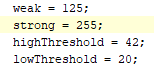 weak = 125;
strong = 255;
highThreshold = 42;
lowThreshold = 20;